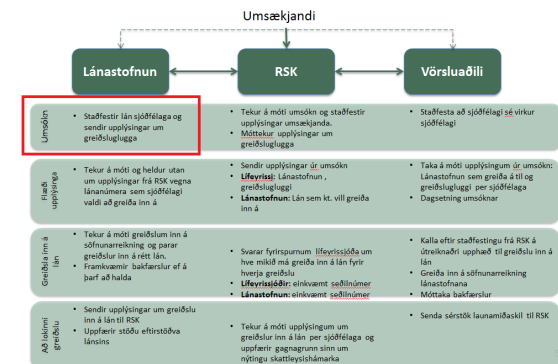 Umsækjandi
Lánastofnun
RSK
Vörsluaðili
Umsókn
• Staðfestir lán sjóðfélaga og
sendir upplýsingar um
greiðsluglugga
• Tekur á móti umsókn og staðfestir
upplýsingar umsækjanda.
• Móttekur upplýsingar um
greiðsluglugga
• Staðfesta að sjóðfélagi sé virkur
sjóðfélagi
Flæði
upplýsinga
• Tekur á móti og heldur utan
um upplýsingar frá RSK vegna
lánanúmera sem sjóðfélagi
valdi að greiða inn á
• Sendir upplýsingar úr umsókn
• Lífeyrissj: Lánastofnun ,
greiðslugluggi
• Lánastofnun: Lán sem kt. vill greiða
inn á
• Taka á móti upplýsingum úr umsókn:
Lánastofnun sem greiða á til og
greiðslugluggi per sjóðfélaga
• Dagsetning umsóknar
Greiðsla inn á
lán
• Tekur á móti greiðslum inn á
söfnunarreikning og parar
greiðslur inn á rétt lán.
• Framkvæmir bakfærslur ef á
þarf að halda
• Svarar fyrirspurnum lífeyrissjóða um
hve mikið má greiða inn á lán fyrir
hverja greiðslu
• Lífeyrissjóðir: einkvæmt seðilnúmer
• Lánastofnun: einkvæmt seðilnúmer
• Kalla eftir staðfestingu frá RSK á
útreiknaðri upphæð til greiðslu inn á
lán
• Greiða inn á söfnunarreikning
lánastofnana
• Móttaka bakfærslur
Að lokinni
greiðslu
• Sendir upplýsingar um greiðslu
inn á lán til RSK
• Uppfærir stöðu eftirstöðva
lánsins
• Tekur á móti upplýsingum um
greiðslur inn á lán per sjóðfélaga og
uppfærir gagnagrunn sinn um
nýtingu skattleysishámarka
• Senda sérstök launamiðaskil til RSK